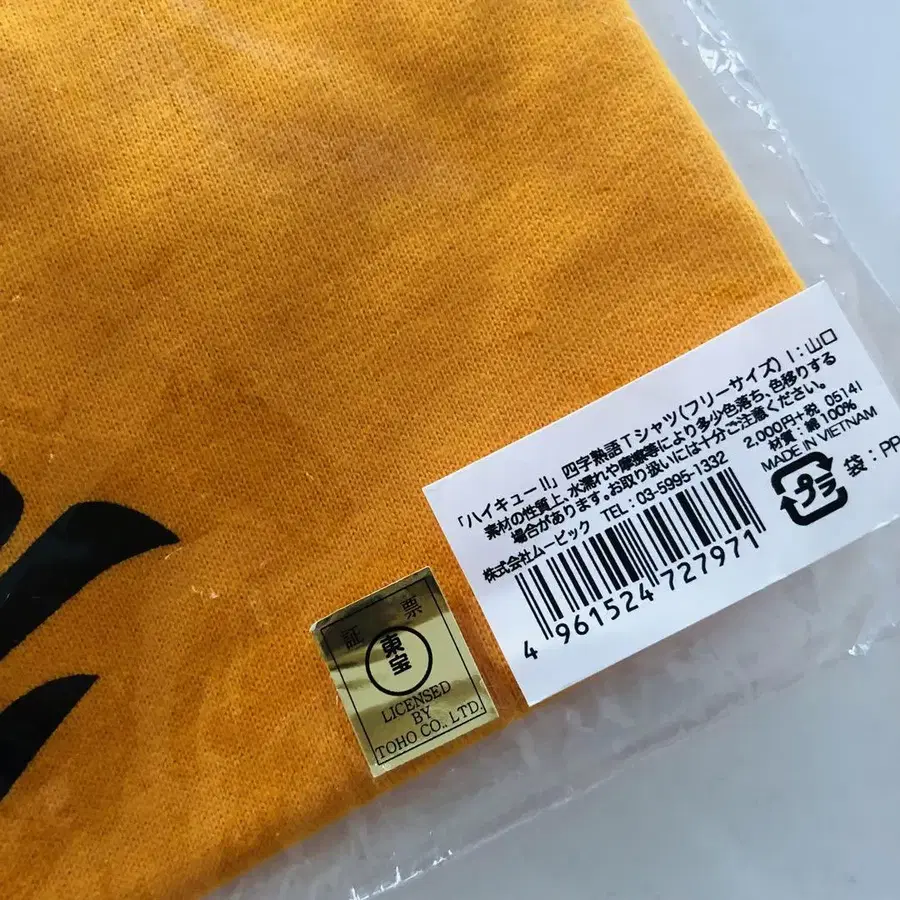 「ハイキュー!!」四字熟語Tシャツ(フリーサイズ) I:山口
素材の性質上、水濡れや摩擦等により多少色落ち、色移りする
場合があります。お取り扱いには十分ご注意ください。
2,000円+税 05141
材質:綿100%
MADE IN VIETNAM
株式会社ムービック TEL:03-5995-1332
プラ
袋:PP
4 961524 727971
証票
東宝
LICENSED
BY
TOHO CO., LTD.